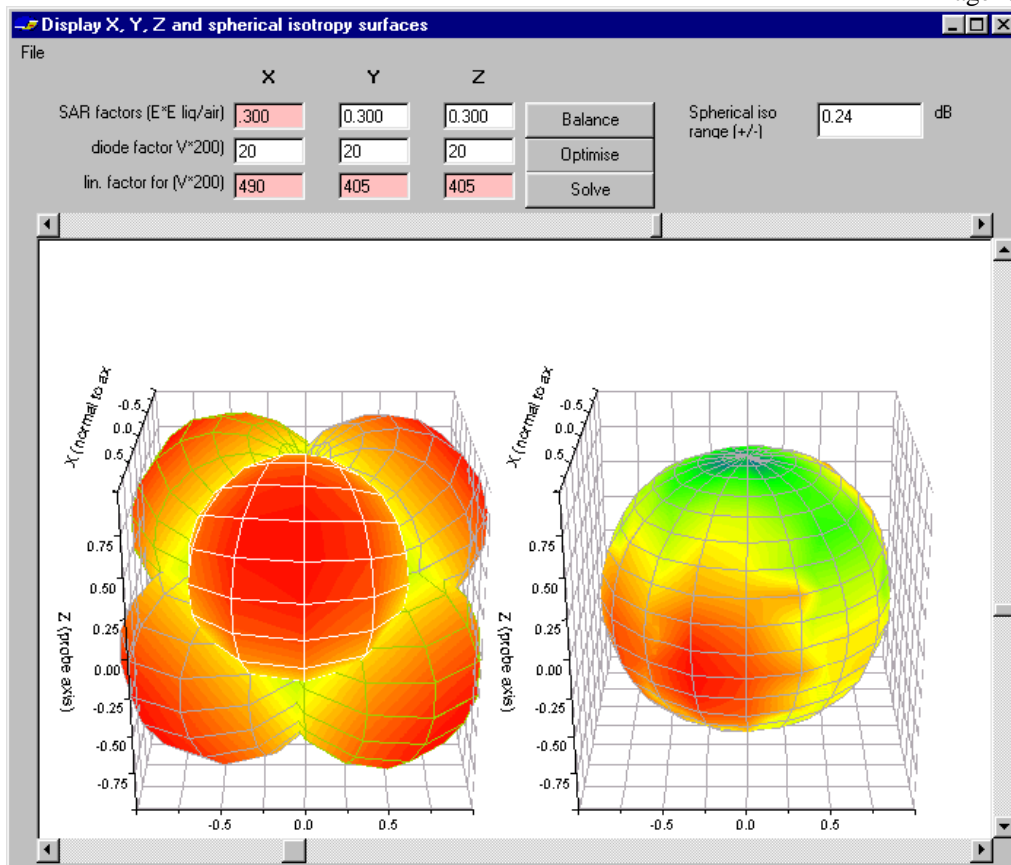 Display X, Y, Z and spherical isotropy surfaces
File
X Y Z
SAR factors (E*E liq/air) .300 0.300 0.300 Balance Spherical iso range (+/-) 0.24 dB
diode factor V*200) 20 20 20 Optimise
lin. factor for (V*200) 490 405 405 Solve
X (normal to ax
-0.5
0.0
0.5
0.75
0.50
0.25
0.00
-0.25
-0.50
-0.75
Z (probe axis)
-0.5 0.0 0.5
X (normal to ax
-0.5
0.0
0.5
0.75
0.50
0.25
0.00
-0.25
-0.50
-0.75
Z (probe axis)
-0.5 0.0 0.5